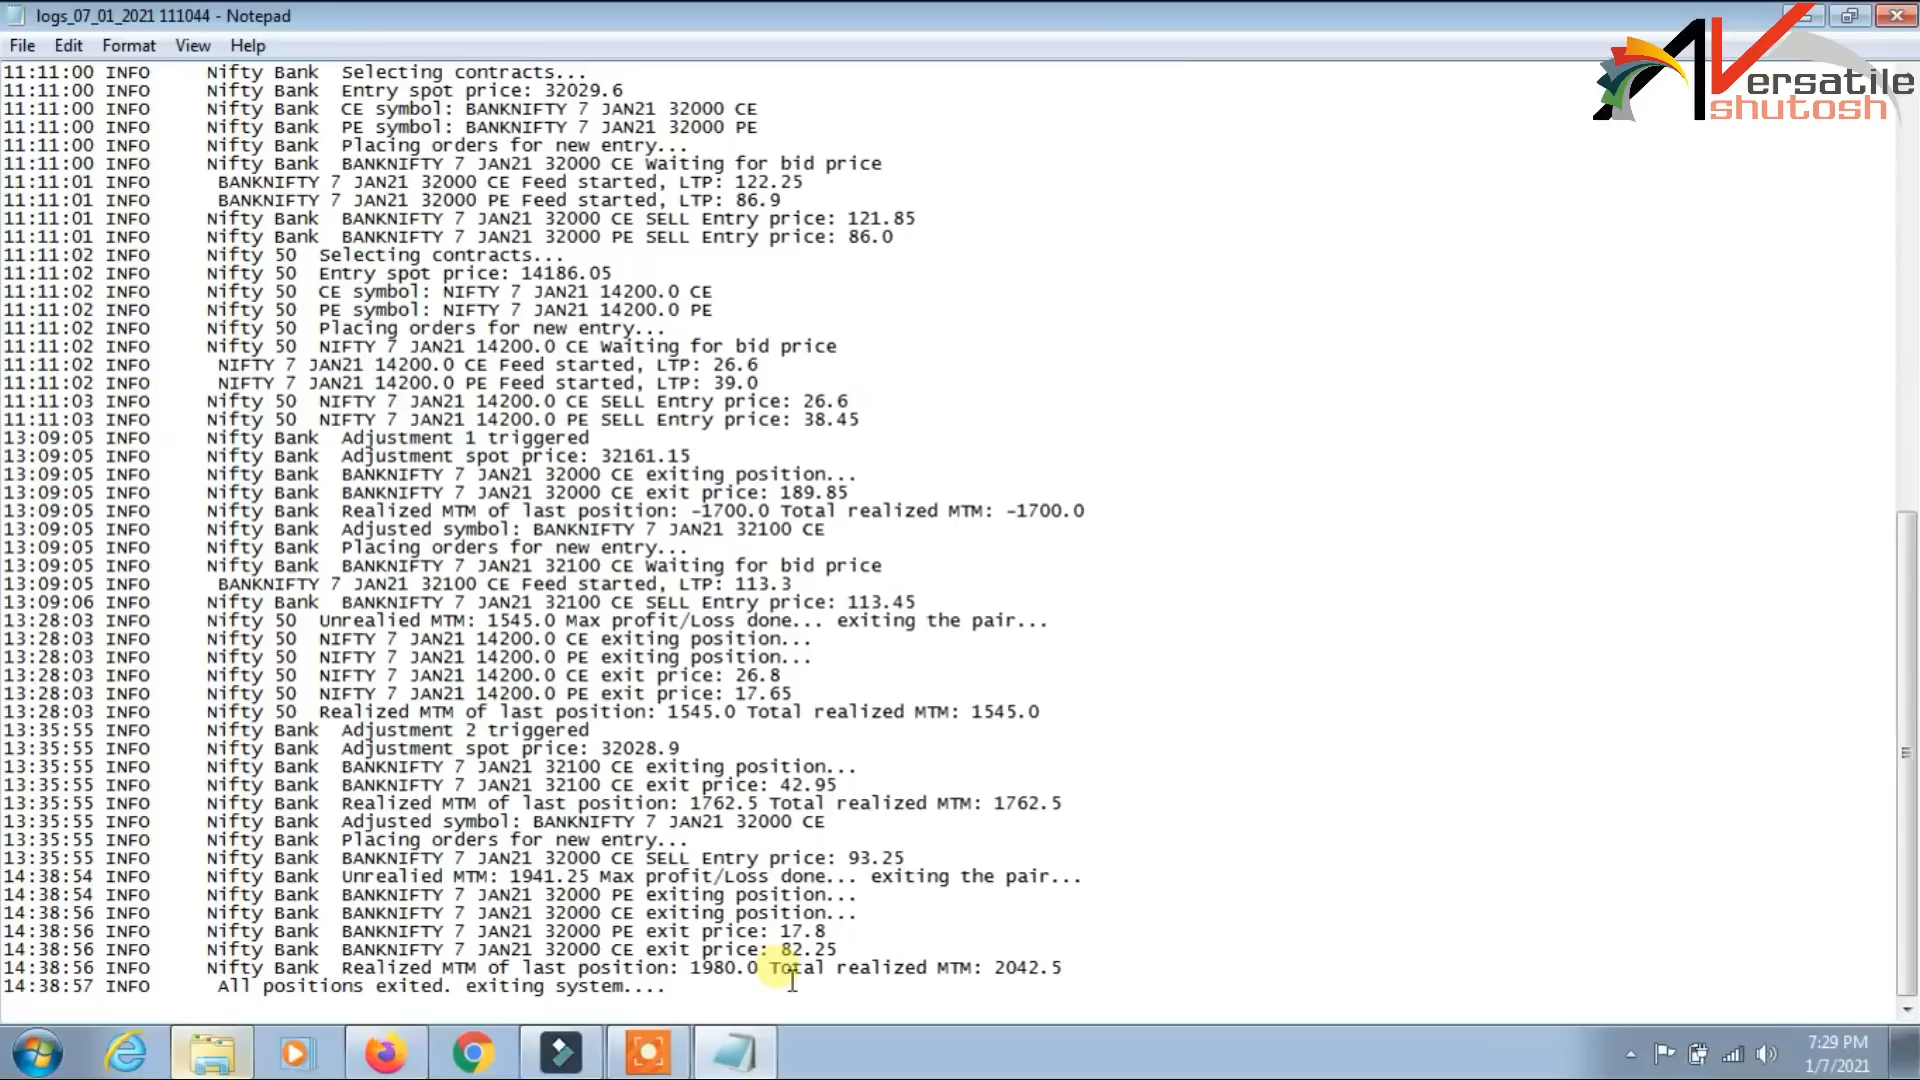 logs_07_01_2021 111044 - Notepad
File Edit Format View Help
Versatile
Ashutosh
11:11:00 INFO Nifty Bank Selecting contracts...
11:11:00 INFO Nifty Bank Entry spot price: 32029.6
11:11:00 INFO Nifty Bank CE symbol: BANKNIFTY 7 JAN21 32000 CE
11:11:00 INFO Nifty Bank PE symbol: BANKNIFTY 7 JAN21 32000 PE
11:11:00 INFO Nifty Bank Placing orders for new entry...
11:11:00 INFO Nifty Bank BANKNIFTY 7 JAN21 32000 CE Waiting for bid price
11:11:01 INFO BANKNIFTY 7 JAN21 32000 CE Feed started, LTP: 122.25
11:11:01 INFO BANKNIFTY 7 JAN21 32000 PE Feed started, LTP: 86.9
11:11:01 INFO Nifty Bank BANKNIFTY 7 JAN21 32000 CE SELL Entry price: 121.85
11:11:01 INFO Nifty Bank BANKNIFTY 7 JAN21 32000 PE SELL Entry price: 86.0
11:11:02 INFO Nifty 50 Selecting contracts...
11:11:02 INFO Nifty 50 Entry spot price: 14186.05
11:11:02 INFO Nifty 50 CE symbol: NIFTY 7 JAN21 14200.0 CE
11:11:02 INFO Nifty 50 PE symbol: NIFTY 7 JAN21 14200.0 PE
11:11:02 INFO Nifty 50 Placing orders for new entry...
11:11:02 INFO Nifty 50 NIFTY 7 JAN21 14200.0 CE Waiting for bid price
11:11:02 INFO NIFTY 7 JAN21 14200.0 CE Feed started, LTP: 26.6
11:11:02 INFO NIFTY 7 JAN21 14200.0 PE Feed started, LTP: 39.0
11:11:03 INFO Nifty 50 NIFTY 7 JAN21 14200.0 CE SELL Entry price: 26.6
11:11:03 INFO Nifty 50 NIFTY 7 JAN21 14200.0 PE SELL Entry price: 38.45
13:09:05 INFO Nifty Bank Adjustment 1 triggered
13:09:05 INFO Nifty Bank Adjustment spot price: 32161.15
13:09:05 INFO Nifty Bank BANKNIFTY 7 JAN21 32000 CE exiting position...
13:09:05 INFO Nifty Bank BANKNIFTY 7 JAN21 32000 CE exit price: 189.85
13:09:05 INFO Nifty Bank Realized MTM of last position: -1700.0 Total realized MTM: -1700.0
13:09:05 INFO Nifty Bank Adjusted symbol: BANKNIFTY 7 JAN21 32100 CE
13:09:05 INFO Nifty Bank Placing orders for new entry...
13:09:05 INFO Nifty Bank BANKNIFTY 7 JAN21 32100 CE Waiting for bid price
13:09:05 INFO BANKNIFTY 7 JAN21 32100 CE Feed started, LTP: 113.3
13:09:06 INFO Nifty Bank BANKNIFTY 7 JAN21 32100 CE SELL Entry price: 113.45
13:28:03 INFO Nifty 50 Unrealied MTM: 1545.0 Max profit/Loss done... exiting the pair...
13:28:03 INFO Nifty 50 NIFTY 7 JAN21 14200.0 CE exiting position...
13:28:03 INFO Nifty 50 NIFTY 7 JAN21 14200.0 PE exiting position...
13:28:03 INFO Nifty 50 NIFTY 7 JAN21 14200.0 CE exit price: 26.8
13:28:03 INFO Nifty 50 NIFTY 7 JAN21 14200.0 PE exit price: 17.65
13:28:03 INFO Nifty 50 Realized MTM of last position: 1545.0 Total realized MTM: 1545.0
13:35:55 INFO Nifty Bank Adjustment 2 triggered
13:35:55 INFO Nifty Bank Adjustment spot price: 32028.9
13:35:55 INFO Nifty Bank BANKNIFTY 7 JAN21 32100 CE exiting position...
13:35:55 INFO Nifty Bank BANKNIFTY 7 JAN21 32100 CE exit price: 42.95
13:35:55 INFO Nifty Bank Realized MTM of last position: 1762.5 Total realized MTM: 1762.5
13:35:55 INFO Nifty Bank Adjusted symbol: BANKNIFTY 7 JAN21 32000 CE
13:35:55 INFO Nifty Bank Placing orders for new entry...
13:35:55 INFO Nifty Bank BANKNIFTY 7 JAN21 32000 CE SELL Entry price: 93.25
14:38:54 INFO Nifty Bank Unrealied MTM: 1941.25 Max profit/Loss done... exiting the pair...
14:38:54 INFO Nifty Bank BANKNIFTY 7 JAN21 32000 PE exiting position...
14:38:56 INFO Nifty Bank BANKNIFTY 7 JAN21 32000 CE exiting position...
14:38:56 INFO Nifty Bank BANKNIFTY 7 JAN21 32000 PE exit price: 17.8
14:38:56 INFO Nifty Bank BANKNIFTY 7 JAN21 32000 CE exit price: 82.25
14:38:56 INFO Nifty Bank Realized MTM of last position: 1980.0 Total realized MTM: 2042.5
14:38:57 INFO All positions exited. exiting system....
7:29 PM
1/7/2021